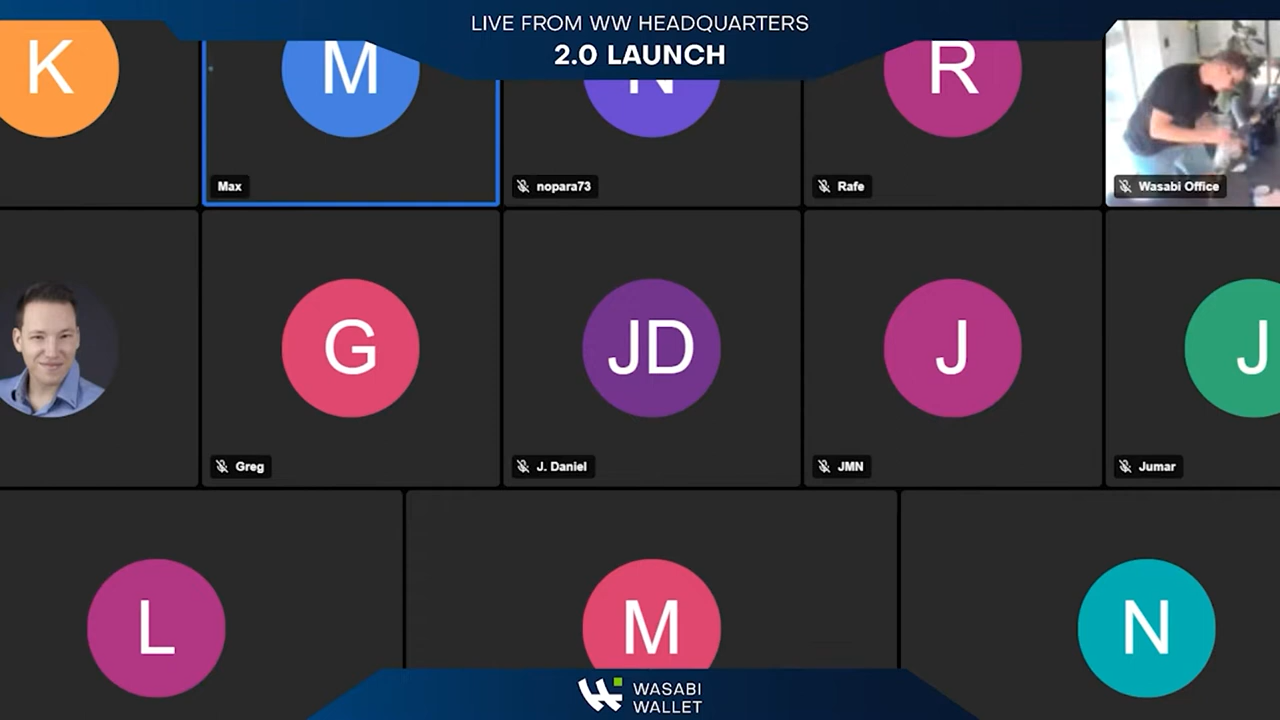 LIVE FROM WW HEADQUARTERS
2.0 LAUNCH
K
M
N
R
Max
nopara73
Rafe
Wasabi Office
G
JD
J
J
Greg
J. Daniel
JMN
Jumar
L
M
N
WASABI
WALLET